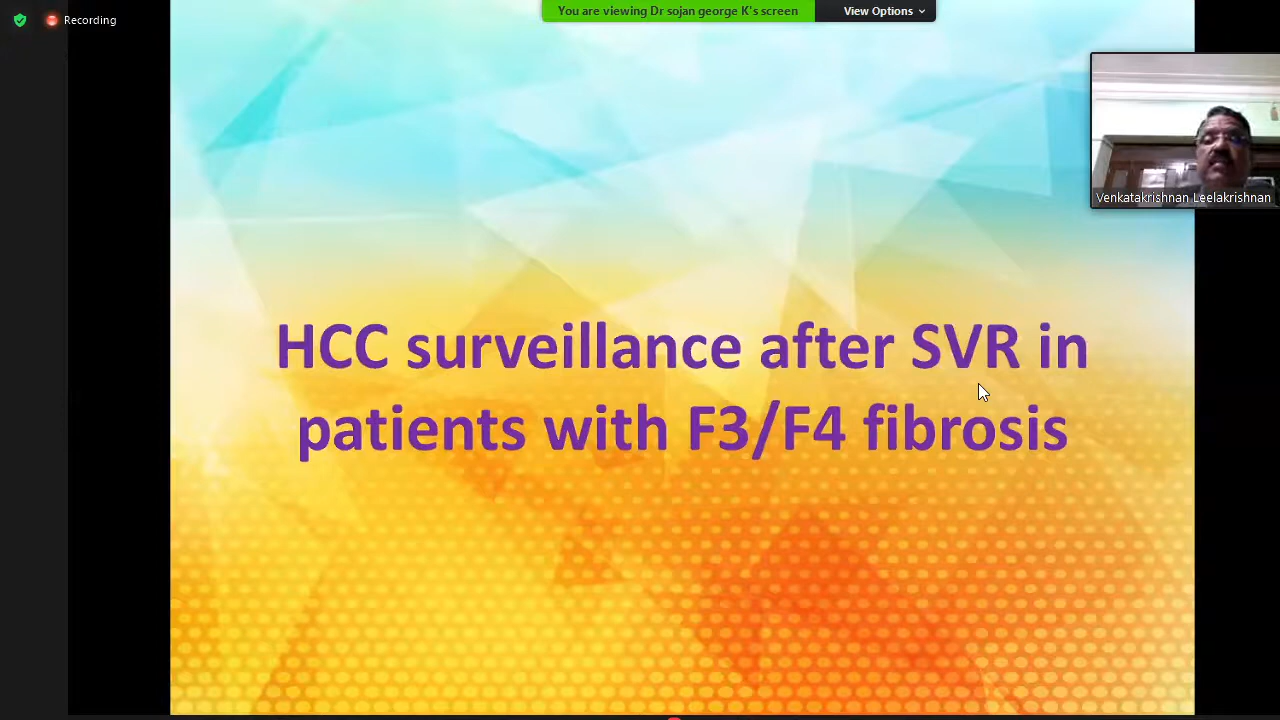 Recording
You are viewing Dr sojan george K's screen
View Options
Venkatakrishnan Leelakrishnan
HCC surveillance after SVR in
patients with F3/F4 fibrosis